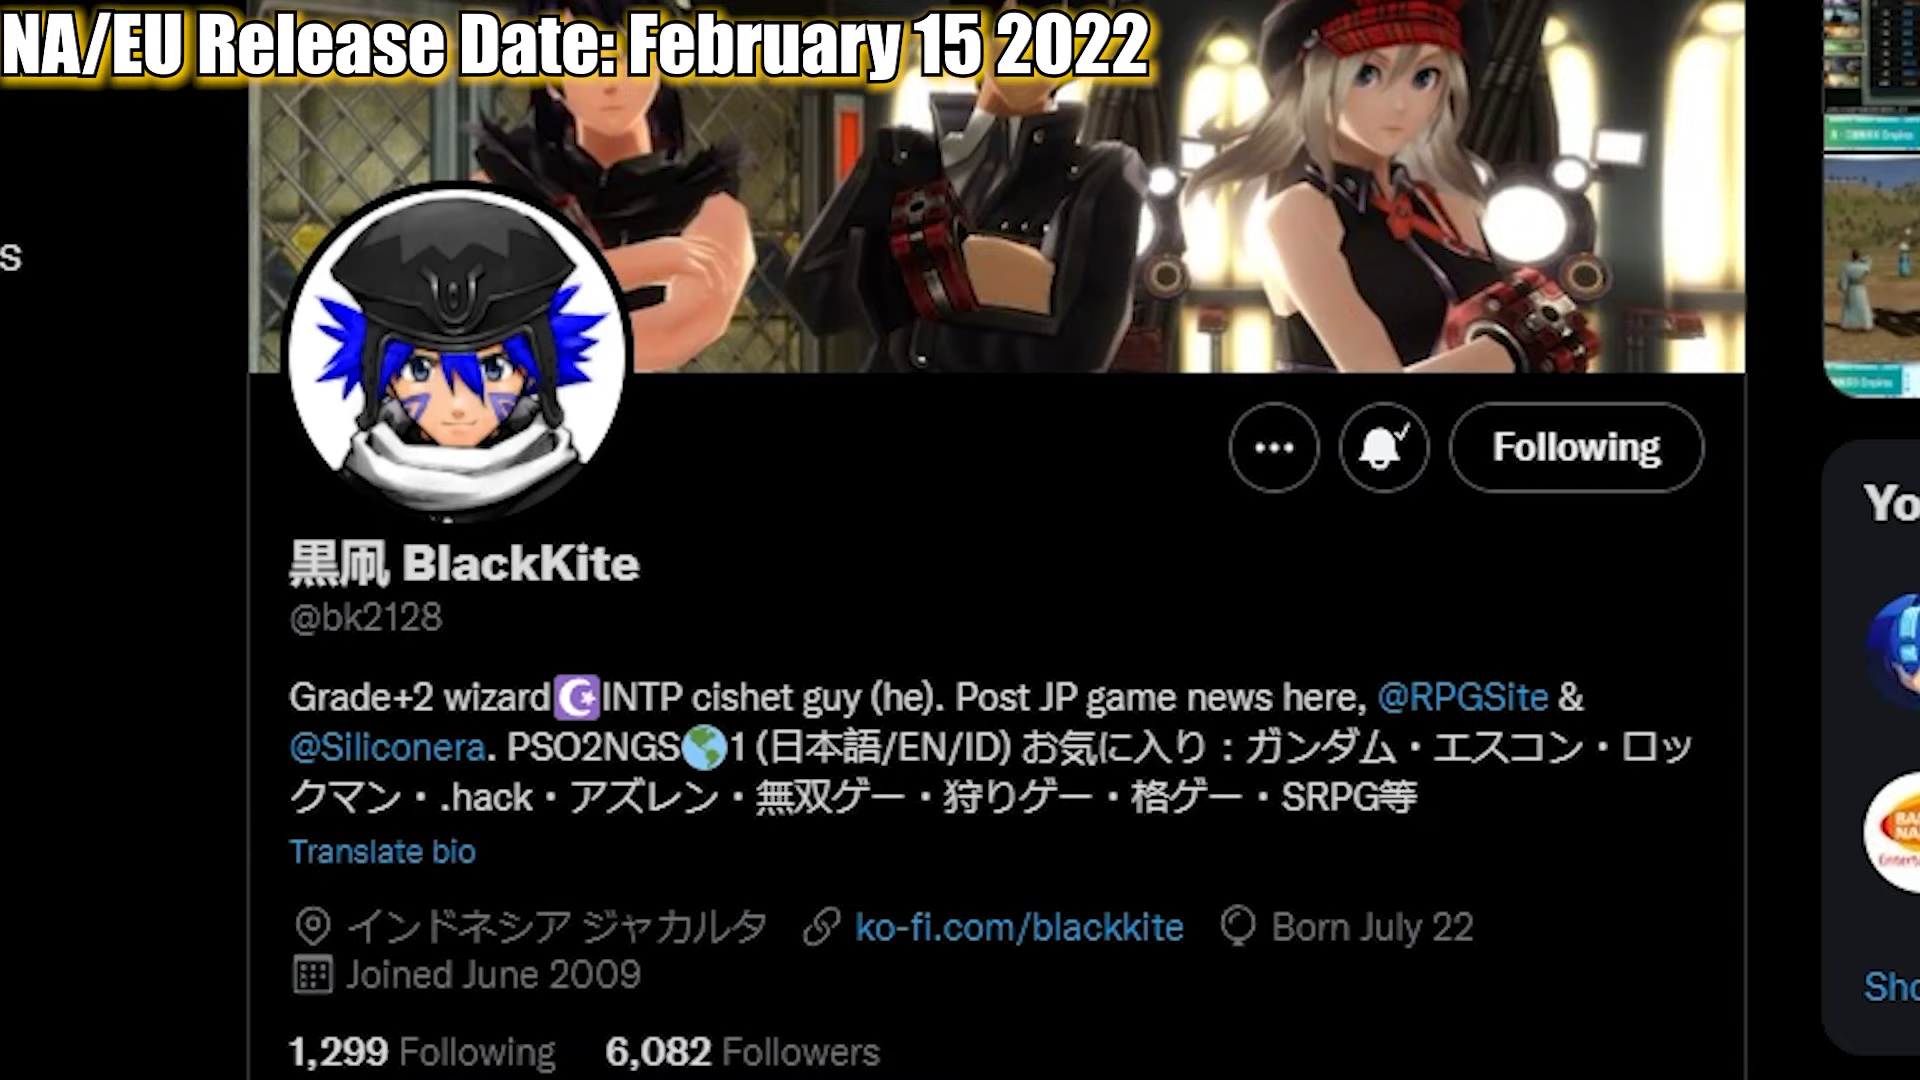 NA/EU Release Date: February 15 2022
s
Following
黒凧 BlackKite
@bk2128
Grade+2 wizard☪INTP cishet guy (he). Post JP game news here, @RPGSite &
@Siliconera. PSO2NGS🌎1 (日本語/EN/ID) お気に入り：ガンダム・エスコン・ロッ
クマン・.hack・アズレン・無双ゲー・狩りゲー・格ゲー・SRPG等
Translate bio
インドネシア ジャカルタ ko-fi.com/blackkite Born July 22
Joined June 2009
1,299 Following 6,082 Followers
Yo
Sho